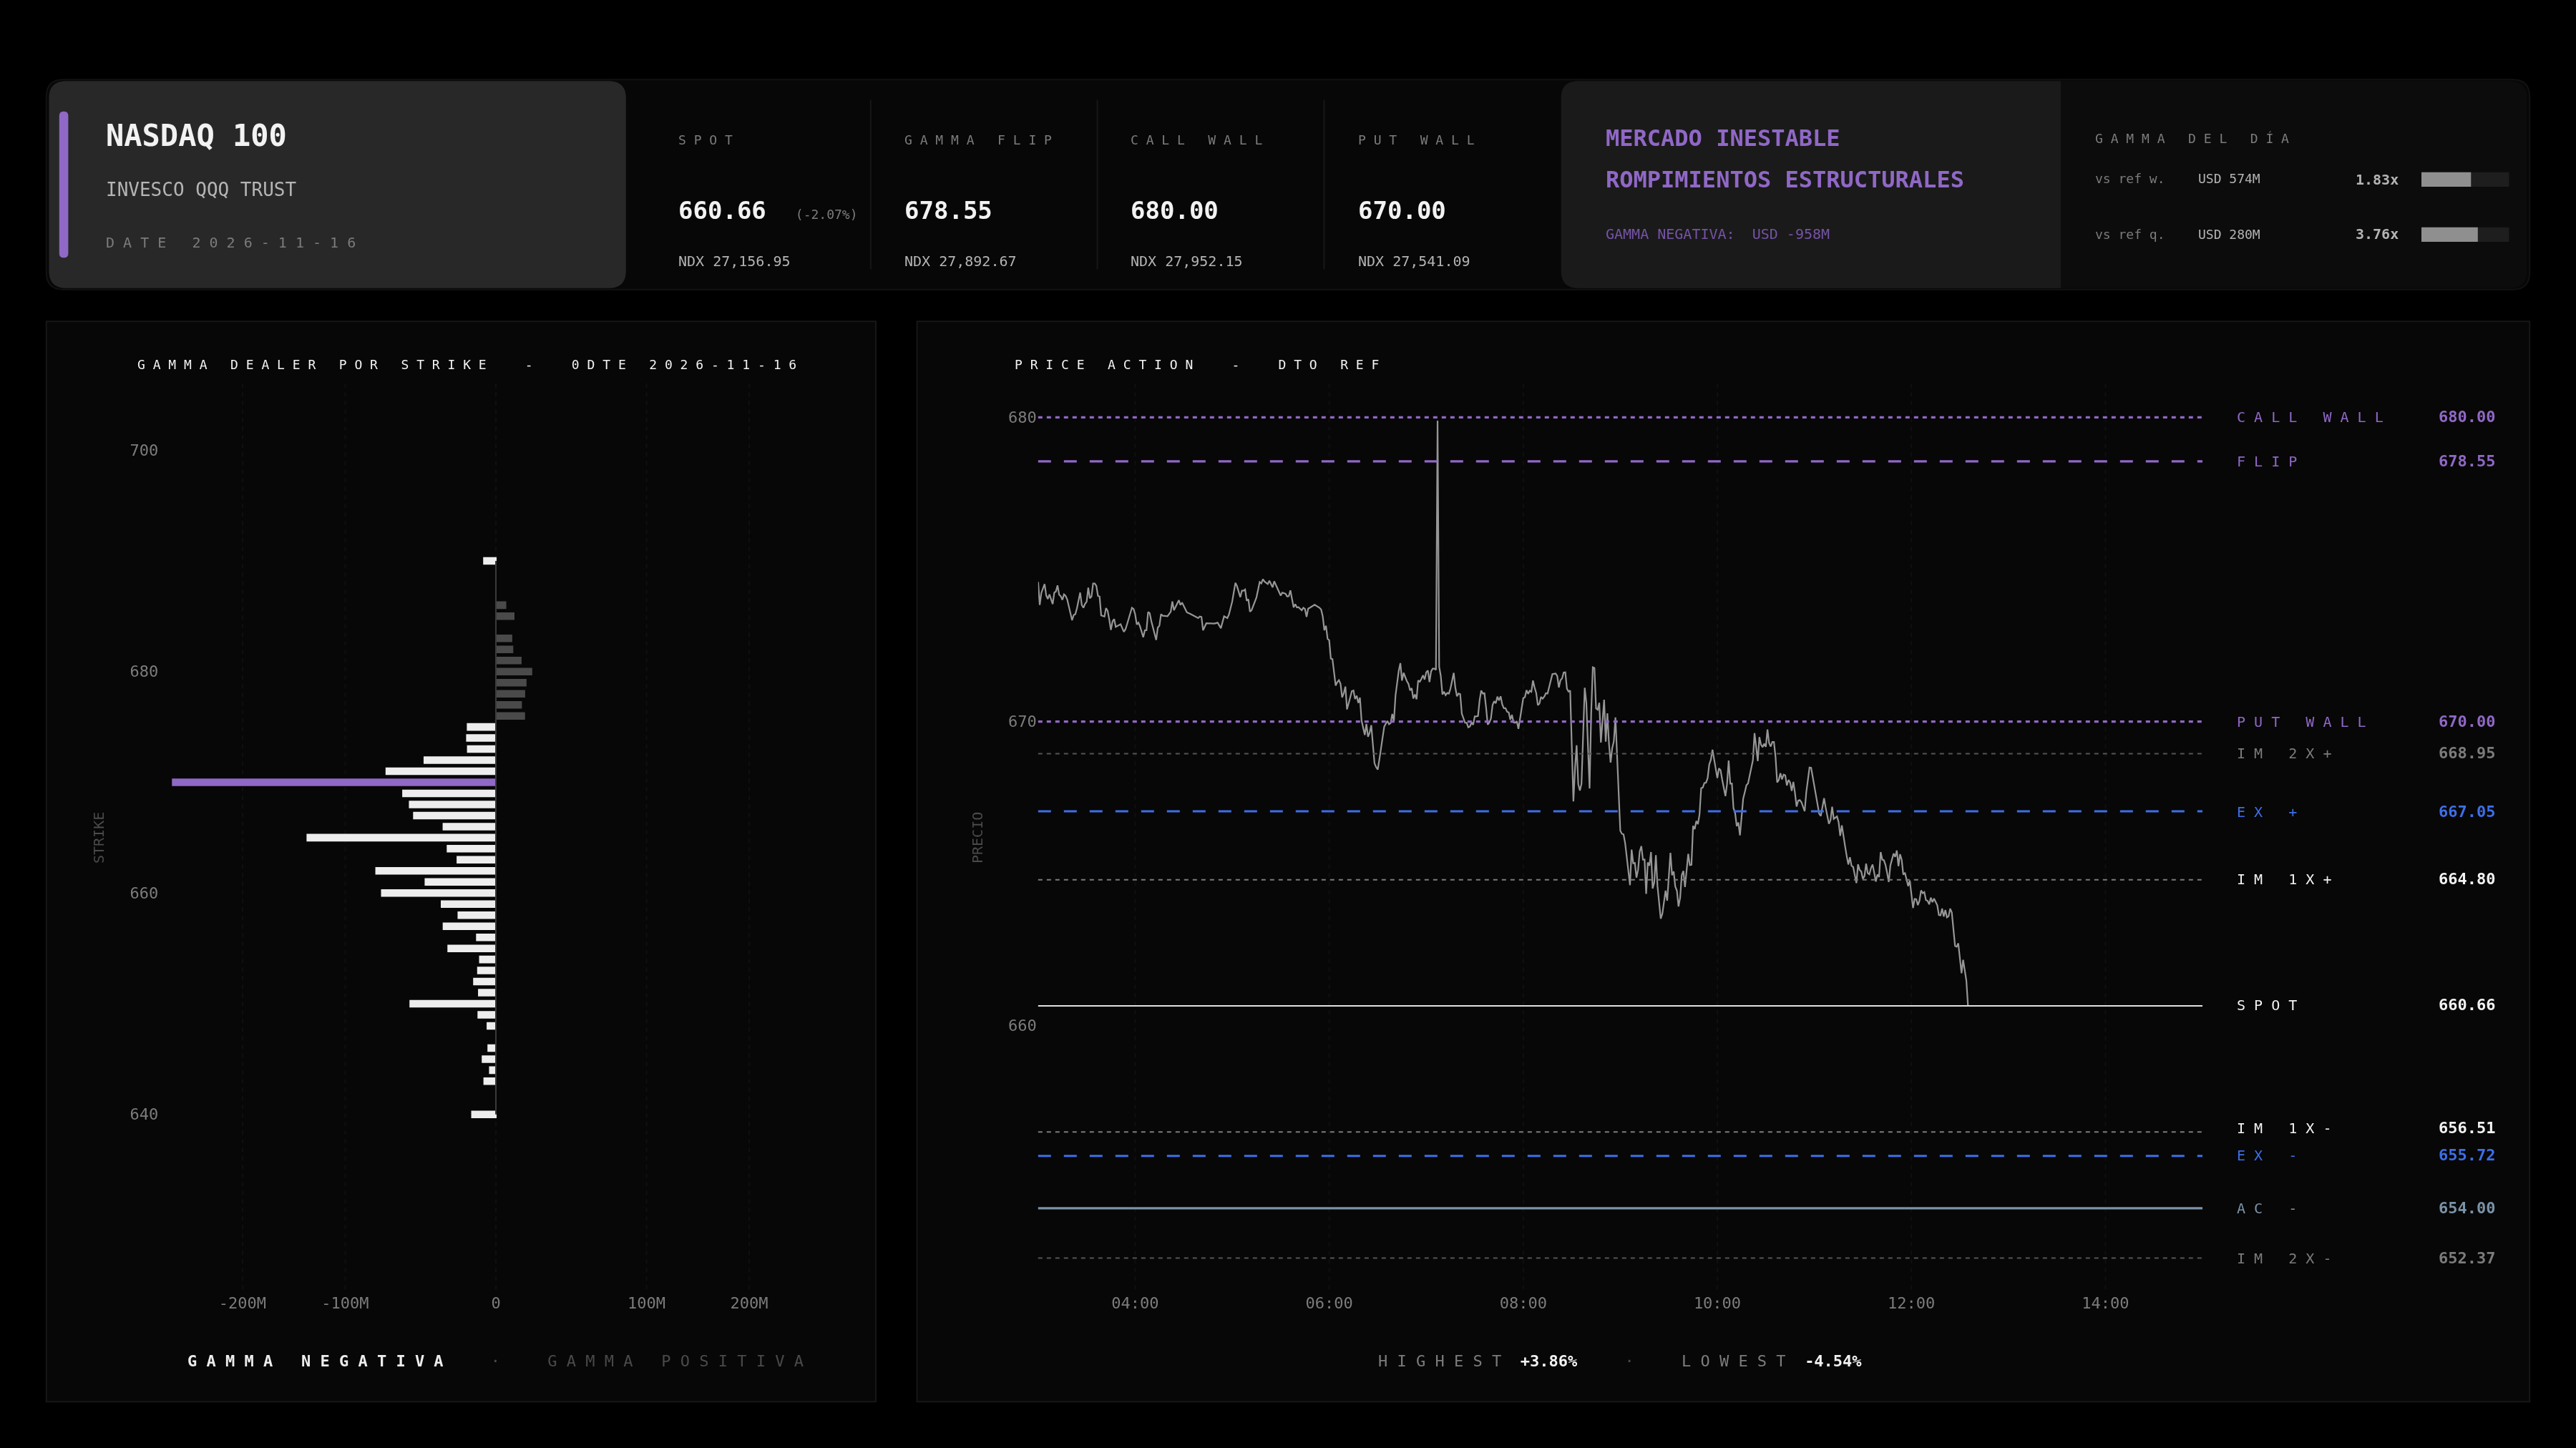 NASDAQ 100
INVESCO QQQ TRUST
DATE 2026-11-16
SPOT
660.66 (-2.07%)
NDX 27,156.95
GAMMA FLIP
678.55
NDX 27,892.67
CALL WALL
680.00
NDX 27,952.15
PUT WALL
670.00
NDX 27,541.09
MERCADO INESTABLE
ROMPIMIENTOS ESTRUCTURALES
GAMMA NEGATIVA: USD -958M
GAMMA DEL DÍA
vs ref w. USD 574M 1.83x
vs ref q. USD 280M 3.76x
GAMMA DEALER POR STRIKE - 0DTE 2026-11-16
700
680
660
640
STRIKE
-200M -100M 0 100M 200M
GAMMA NEGATIVA · GAMMA POSITIVA
PRICE ACTION - DTO REF
680
670
660
PRECIO
CALL WALL 680.00
FLIP 678.55
PUT WALL 670.00
IM 2X+ 668.95
EX + 667.05
IM 1X+ 664.80
SPOT 660.66
IM 1X- 656.51
EX - 655.72
AC - 654.00
IM 2X- 652.37
04:00 06:00 08:00 10:00 12:00 14:00
HIGHEST +3.86% · LOWEST -4.54%